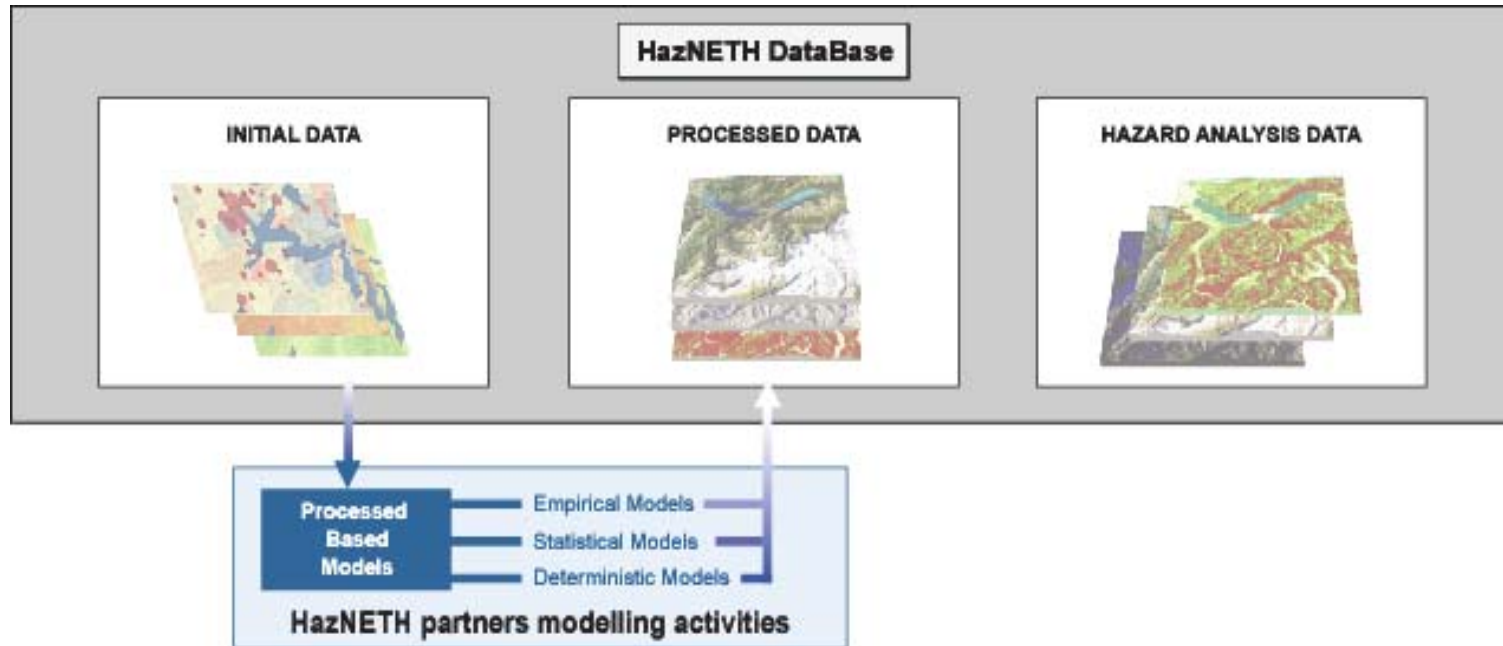 HazNETH DataBase
INITIAL DATA
PROCESSED DATA
HAZARD ANALYSIS DATA
Processed
Based
Models
Empirical Models
Statistical Models
Deterministic Models
HazNETH partners modelling activities